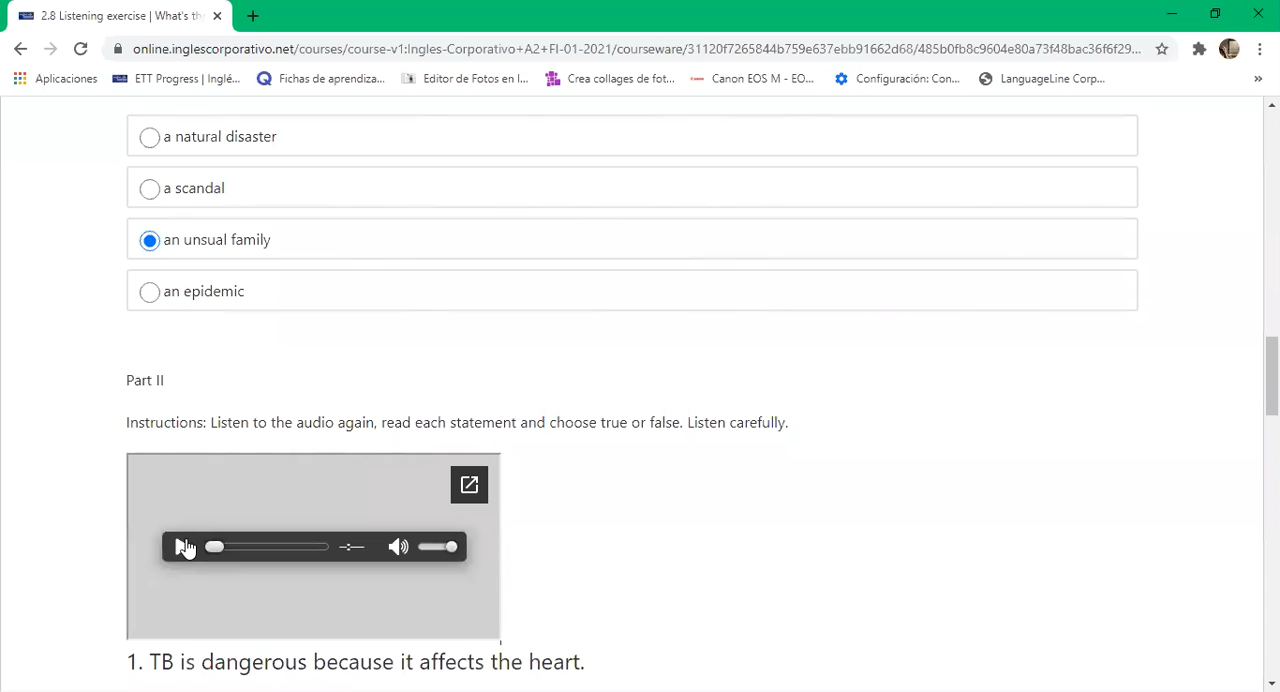 2.8 Listening exercise | What's the
online.inglescorporativo.net/courses/course-v1:Ingles-Corporativo+A2+FI-01-2021/courseware/31120f7265844b759e637ebb91662d68/485b0fb8c9604e80a73f48bac36f6f29...
Aplicaciones ETT Progress | Inglé... Fichas de aprendiza... Editor de Fotos en l... Crea collages de fot... Canon EOS M - EO... Configuración: Con... LanguageLine Corp... »
a natural disaster
a scandal
an unsual family
an epidemic
Part II
Instructions: Listen to the audio again, read each statement and choose true or false. Listen carefully.
1. TB is dangerous because it affects the heart.